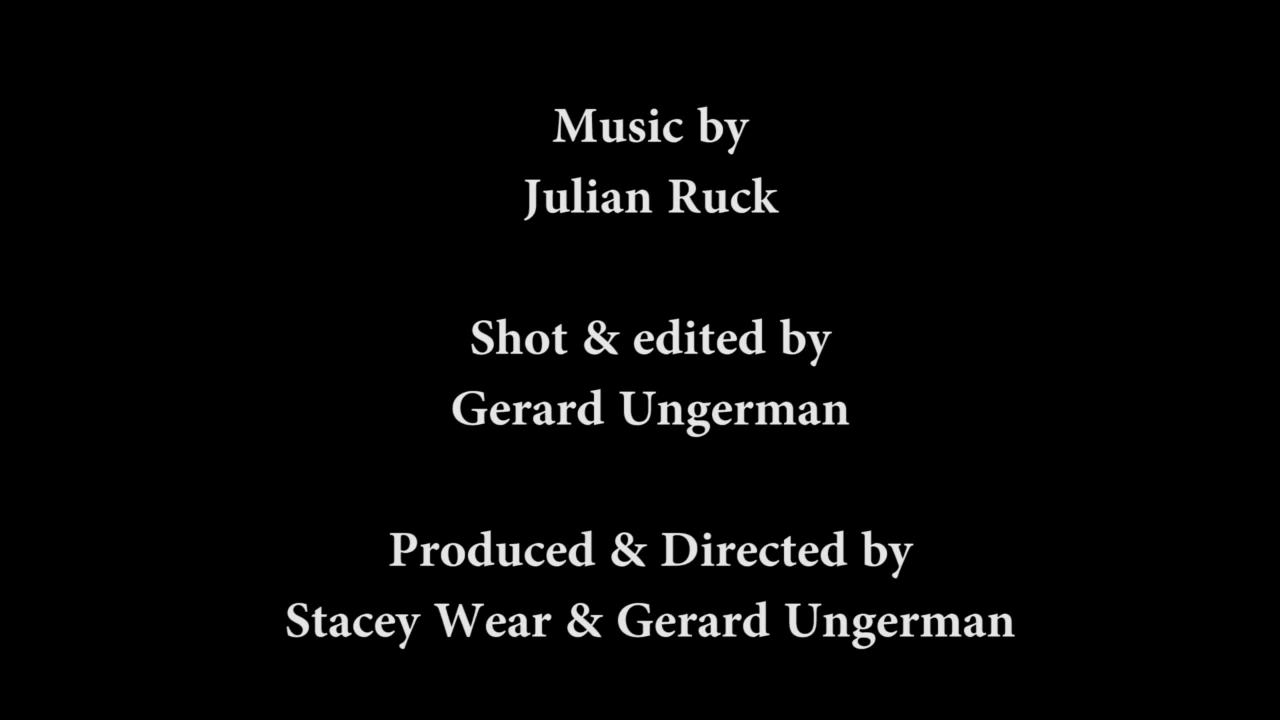 Music by
Julian Ruck
Shot & edited by
Gerard Ungerman
Produced & Directed by
Stacey Wear & Gerard Ungerman